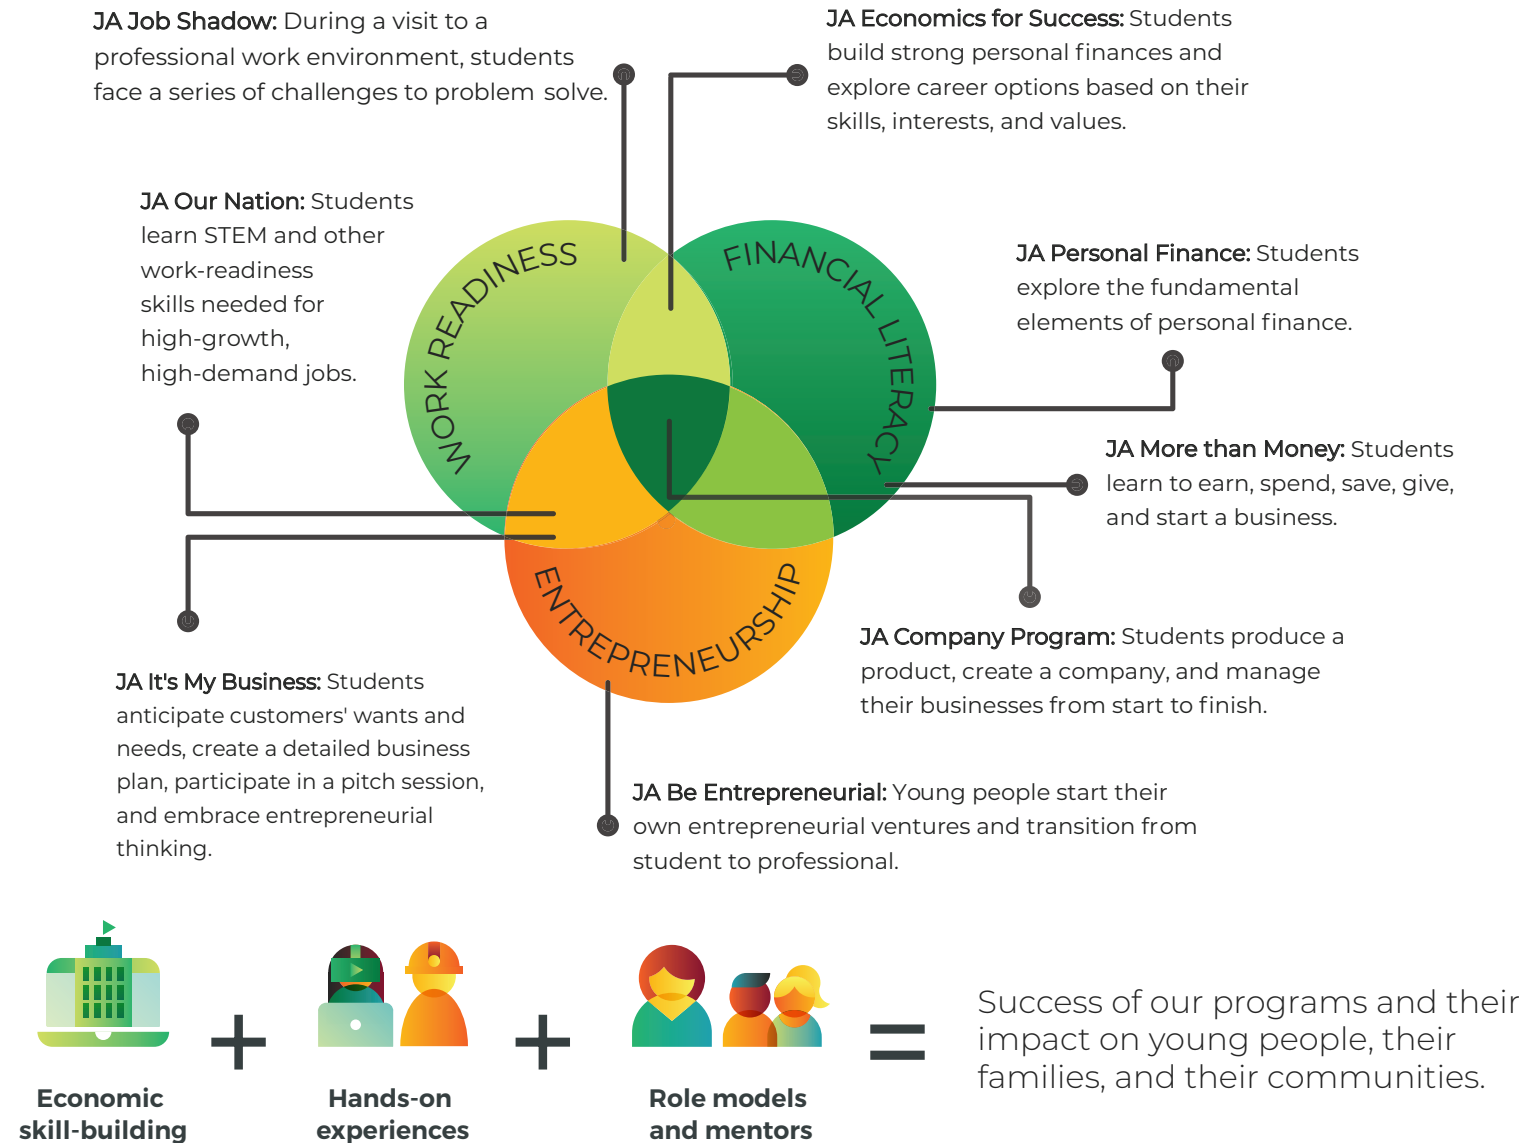 JA Job Shadow: During a visit to a
professional work environment, students
face a series of challenges to problem solve.
JA Economics for Success: Students
build strong personal finances and
explore career options based on their
skills, interests, and values.
JA Our Nation: Students
learn STEM and other
work-readiness
skills needed for
high-growth,
high-demand jobs.
WORK READINESS
FINANCIAL LITERACY
JA Personal Finance: Students
explore the fundamental
elements of personal finance.
JA More than Money: Students
learn to earn, spend, save, give,
and start a business.
ENTREPRENEURSHIP
JA Company Program: Students produce a
product, create a company, and manage
their businesses from start to finish.
JA It's My Business: Students
anticipate customers' wants and
needs, create a detailed business
plan, participate in a pitch session,
and embrace entrepreneurial
thinking.
JA Be Entrepreneurial: Young people start their
own entrepreneurial ventures and transition from
student to professional.
+
+
=
Economic
skill-building
Hands-on
experiences
Role models
and mentors
Success of our programs and their
impact on young people, their
families, and their communities.